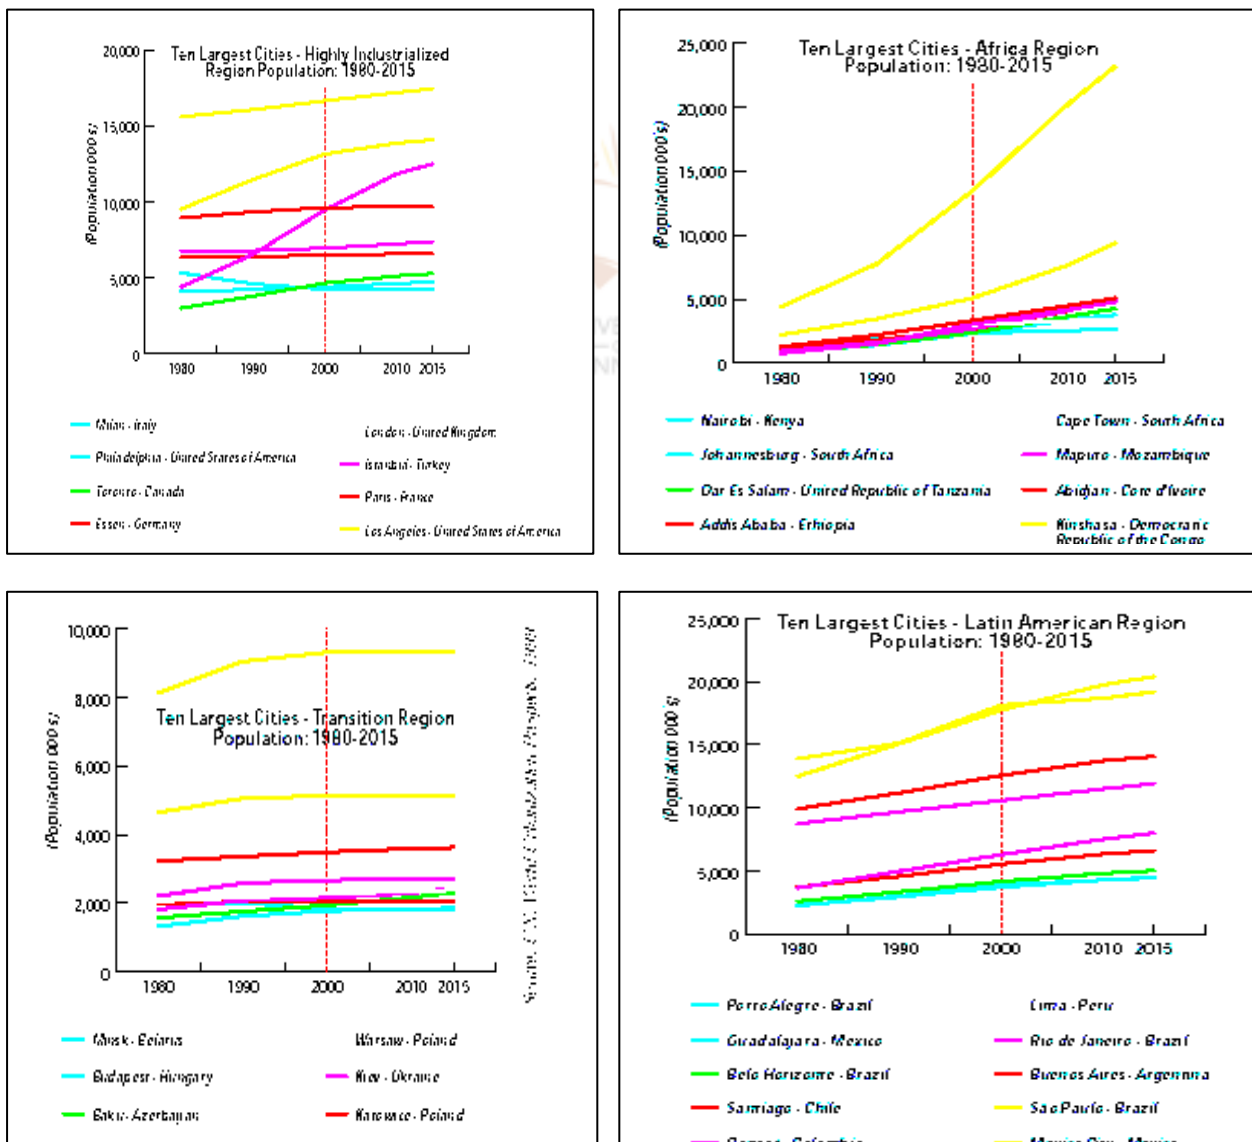 Ten Largest Cities - Highly Industrialized
Region Population: 1980-2015
(Population 000's)
20,000
15,000
10,000
5,000
0
1980 1990 2000 2010 2015
Milan - Italy
Philadelphia - United States of America
Toronto - Canada
Essen - Germany
London - United Kingdom
Istanbul - Turkey
Paris - France
Los Angeles - United States of America
Ten Largest Cities - Africa Region
Population: 1980-2015
(Population 000's)
25,000
20,000
15,000
10,000
5,000
0
1980 1990 2000 2010 2015
Nairobi - Kenya
Johannesburg - South Africa
Dar Es Salam - United Republic of Tanzania
Addis Ababa - Ethiopia
Cape Town - South Africa
Maputo - Mozambique
Abidjan - Cote d'Ivoire
Kinshasa - Democratic
Republic of the Congo
Ten Largest Cities - Transition Region
Population: 1980-2015
(Population 000's)
10,000
8,000
6,000
4,000
2,000
0
1980 1990 2000 2010 2015
Minsk - Belarus
Budapest - Hungary
Baku - Azerbaijan
Warsaw - Poland
Kiev - Ukraine
Katowice - Poland
Ten Largest Cities - Latin American Region
Population: 1980-2015
(Population 000's)
25,000
20,000
15,000
10,000
5,000
0
1980 1990 2000 2010 2015
Porto Alegre - Brazil
Guadalajara - Mexico
Belo Horizonte - Brazil
Santiago - Chile
Lima - Peru
Rio de Janeiro - Brazil
Buenos Aires - Argentina
Sao Paulo - Brazil